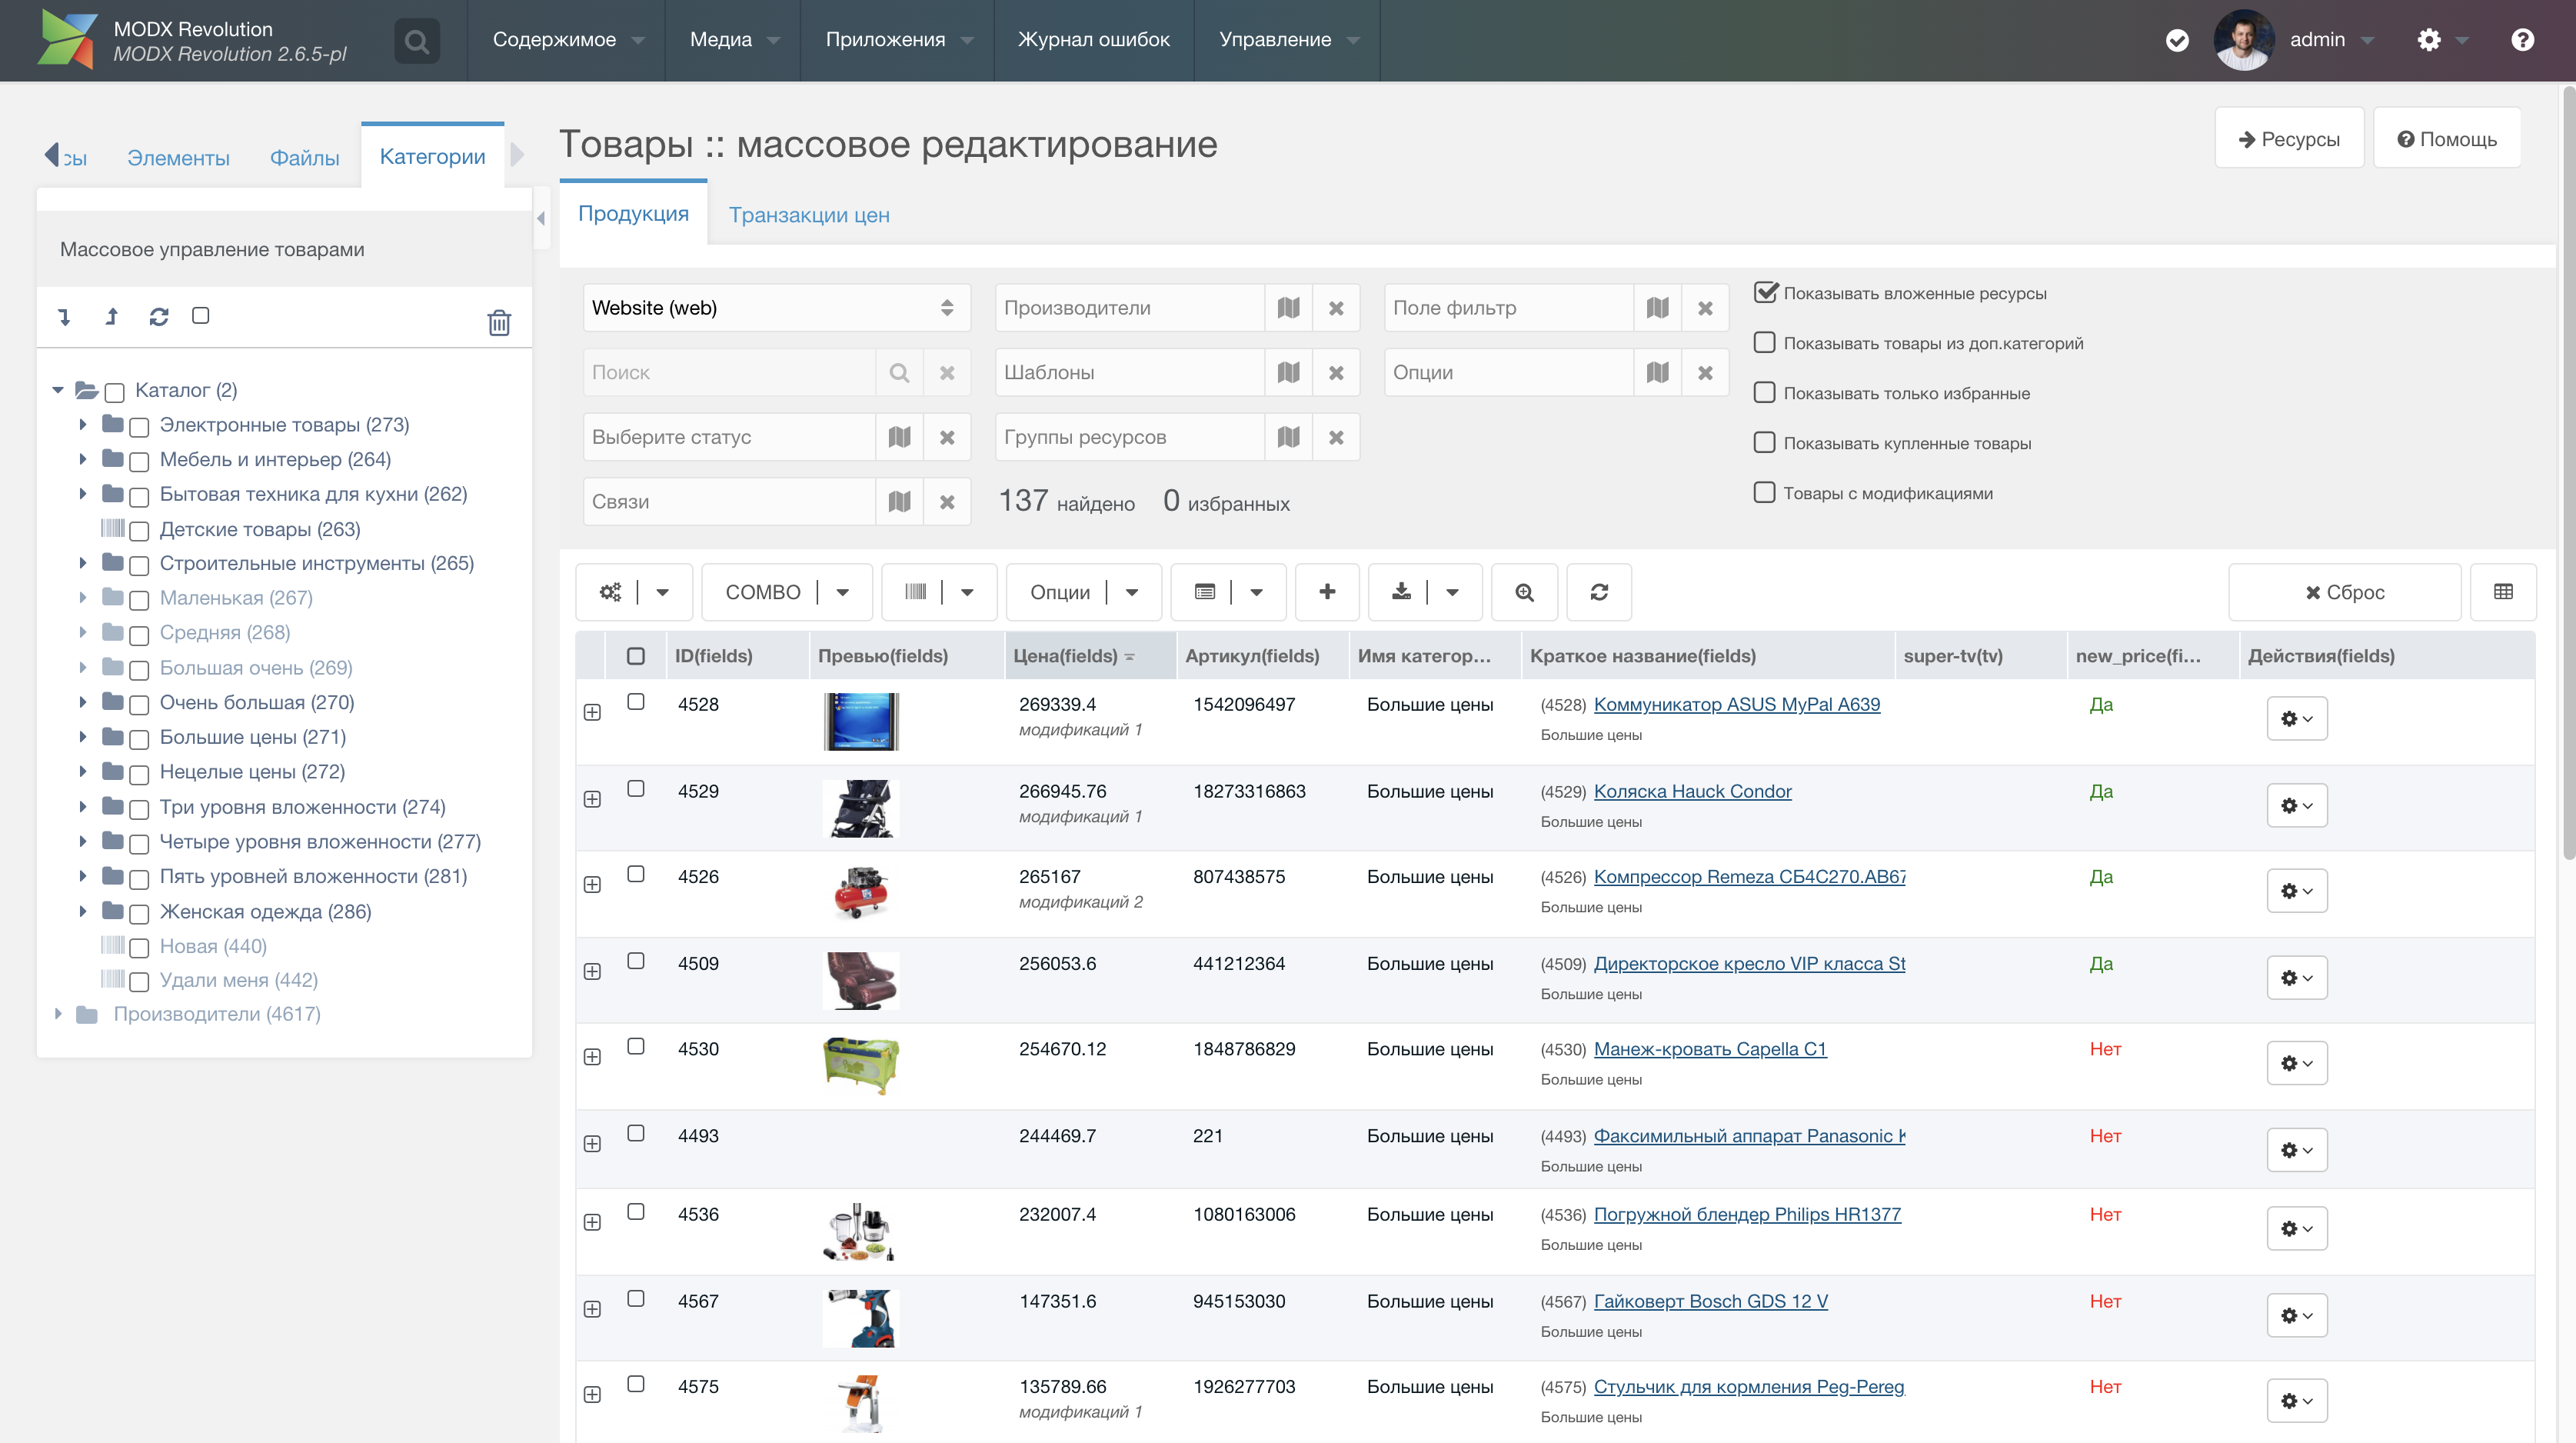 MODX Revolution
MODX Revolution 2.6.5-pl
Содержимое
Медиа
Приложения
Журнал ошибок
Управление
admin
Элементы
Файлы
Категории
Массовое управление товарами
Каталог (2)
Электронные товары (273)
Мебель и интерьер (264)
Бытовая техника для кухни (262)
Детские товары (263)
Строительные инструменты (265)
Маленькая (267)
Средняя (268)
Большая очень (269)
Очень большая (270)
Большие цены (271)
Нецелые цены (272)
Три уровня вложенности (274)
Четыре уровня вложенности (277)
Пять уровней вложенности (281)
Женская одежда (286)
Новая (440)
Удали меня (442)
Производители (4617)
Товары :: массовое редактирование
Ресурсы
Помощь
Продукция
Транзакции цен
Website (web)
Производители
Поле фильтр
Поиск
Шаблоны
Опции
Выберите статус
Группы ресурсов
Связи
137 найдено 0 избранных
Показывать вложенные ресурсы
Показывать товары из доп.категорий
Показывать только избранные
Показывать купленные товары
Товары с модификациями
COMBO
Опции
Сброс
ID(fields) Превью(fields) Цена(fields) Артикул(fields) Имя категор... Краткое название(fields) super-tv(tv) new_price(fi... Действия(fields)
4528 269339.4 1542096497 Большие цены (4528) Коммуникатор ASUS MyPal A639 Да
модификаций 1 Большие цены
4529 266945.76 18273316863 Большие цены (4529) Коляска Hauck Condor Да
модификаций 1 Большие цены
4526 265167 807438575 Большие цены (4526) Компрессор Remeza СБ4С270.АВ67 Да
модификаций 2 Большие цены
4509 256053.6 441212364 Большие цены (4509) Директорское кресло VIP класса St Да
Большие цены
4530 254670.12 1848786829 Большие цены (4530) Манеж-кровать Capella C1 Нет
Большие цены
4493 244469.7 221 Большие цены (4493) Факсимильный аппарат Panasonic Нет
Большие цены
4536 232007.4 1080163006 Большие цены (4536) Погружной блендер Philips HR1377 Нет
Большие цены
4567 147351.6 945153030 Большие цены (4567) Гайковерт Bosch GDS 12 V Нет
Большие цены
4575 135789.66 1926277703 Большие цены (4575) Стульчик для кормления Peg-Pereg Нет
модификаций 1 Большие цены